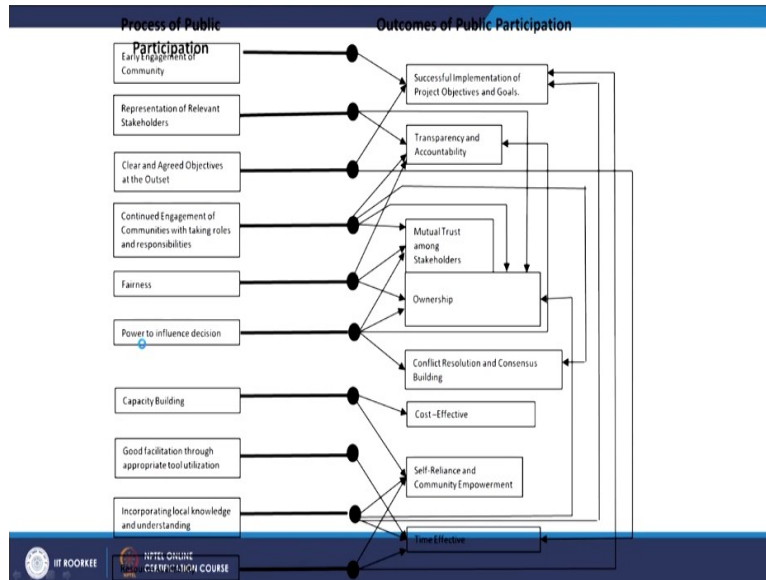 Process of Public
Participation
Outcomes of Public Participation
Early Engagement of
Community
Representation of Relevant
Stakeholders
Clear and Agreed Objectives
at the Outset
Continued Engagement of
Communities with taking roles
and responsibilities
Fairness
Power to influence decision
Capacity Building
Good facilitation through
appropriate tool utilization
Incorporating local knowledge
and understanding
Successful Implementation of
Project Objectives and Goals.
Transparency and
Accountability
Mutual Trust
among
Stakeholders
Ownership
Conflict Resolution and Consensus
Building
Cost-Effective
Self-Reliance and
Community Empowerment
Time Effective
IIT ROORKEE
NPTEL ONLINE
CERTIFICATION COURSE